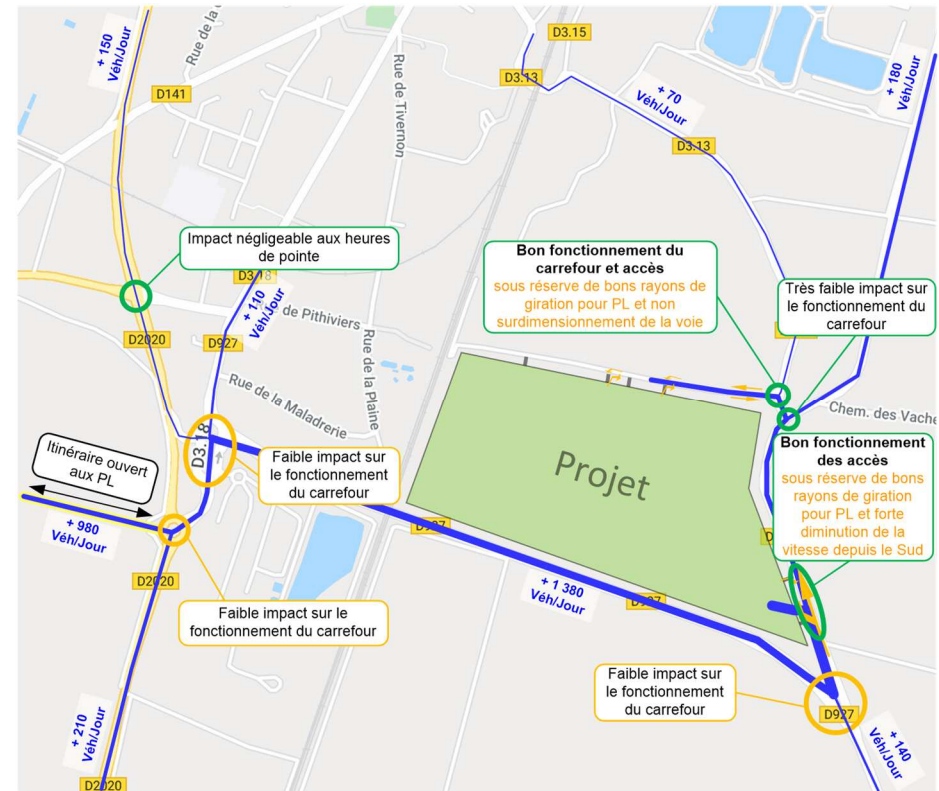 + 150
Véh/Jour
D3.15
D3.13
+ 180
Véh/Jour
D141
Rue de Tivernon
+ 70
Véh/Jour
D3.13
Impact négligeable aux heures
de pointe
Bon fonctionnement du
carrefour et accès
sous réserve de bons rayons de
giration pour PL et non
surdimensionnement de la voie
Très faible impact sur
le fonctionnement du
carrefour
D3.18
+ 110
Véh/Jour
de Pithiviers
D2020
D927
Rue de la Plaine
Rue de la Maladrerie
Chem. des Vache
D3.18
Itinéraire ouvert
aux PL
Faible impact sur
le fonctionnement
du carrefour
Projet
Bon fonctionnement
des accès
sous réserve de bons
rayons de giration
pour PL et forte
diminution de la
vitesse depuis le Sud
+ 980
Véh/Jour
D927
D2020
+ 1 380
Véh/Jour
D927
Faible impact sur le
fonctionnement du carrefour
Faible impact sur
le fonctionnement
du carrefour
D927
+ 210
Véh/Jour
+ 140
Véh/Jour
D2020